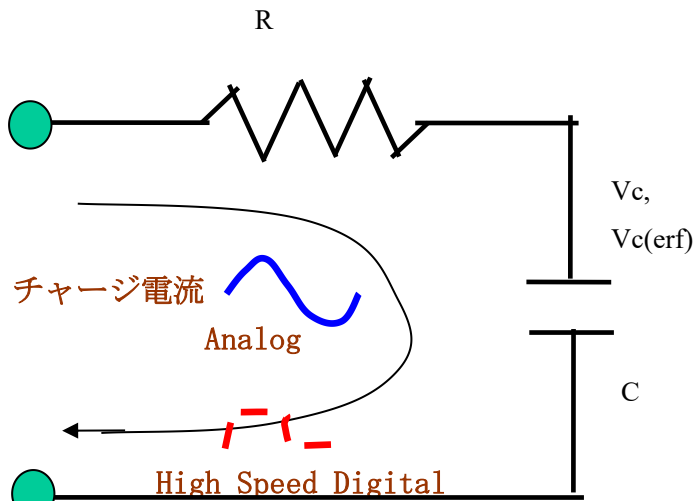 R
Vc,
Vc(erf)
チャージ電流
Analog
C
High Speed Digital